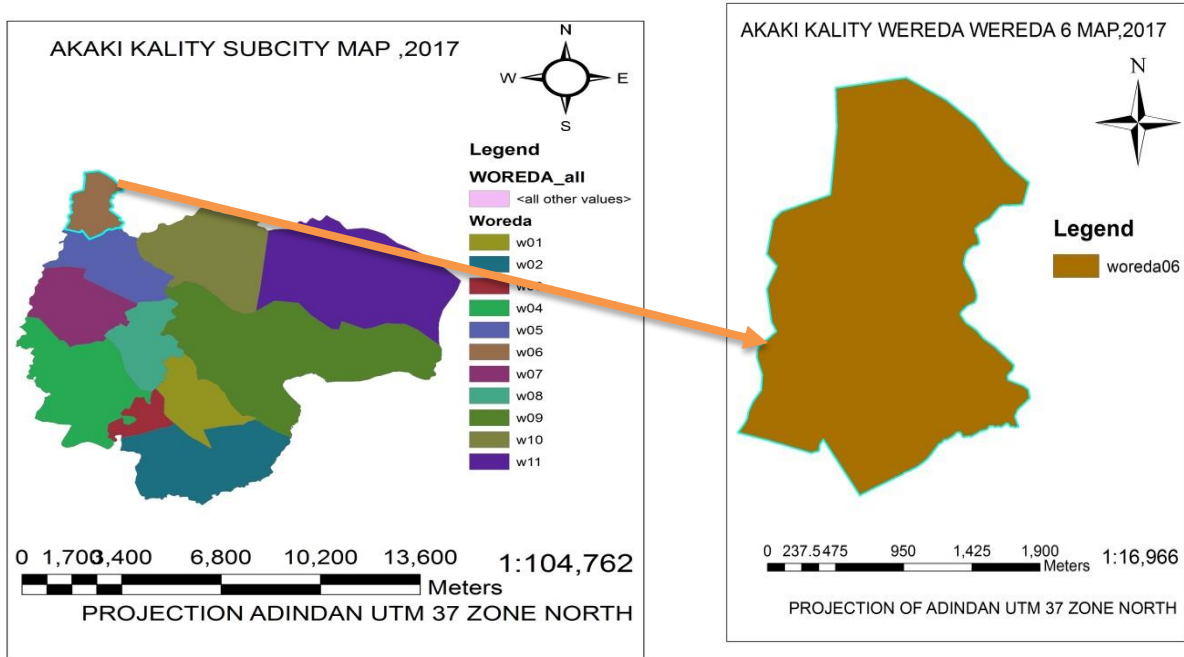 AKAKI KALITY SUBCITY MAP ,2017
N
W E
S
Legend
WOREDA_all
<all other values>
Woreda
w01
w02
w03
w04
w05
w06
w07
w08
w09
w10
w11
0 1,700 3,400 6,800 10,200 13,600
Meters
1:104,762
PROJECTION ADINDAN UTM 37 ZONE NORTH
AKAKI KALITY WEREDA WEREDA 6 MAP,2017
N
Legend
woreda06
0 237.5 475 950 1,425 1,900
Meters
1:16,966
PROJECTION OF ADINDAN UTM 37 ZONE NORTH